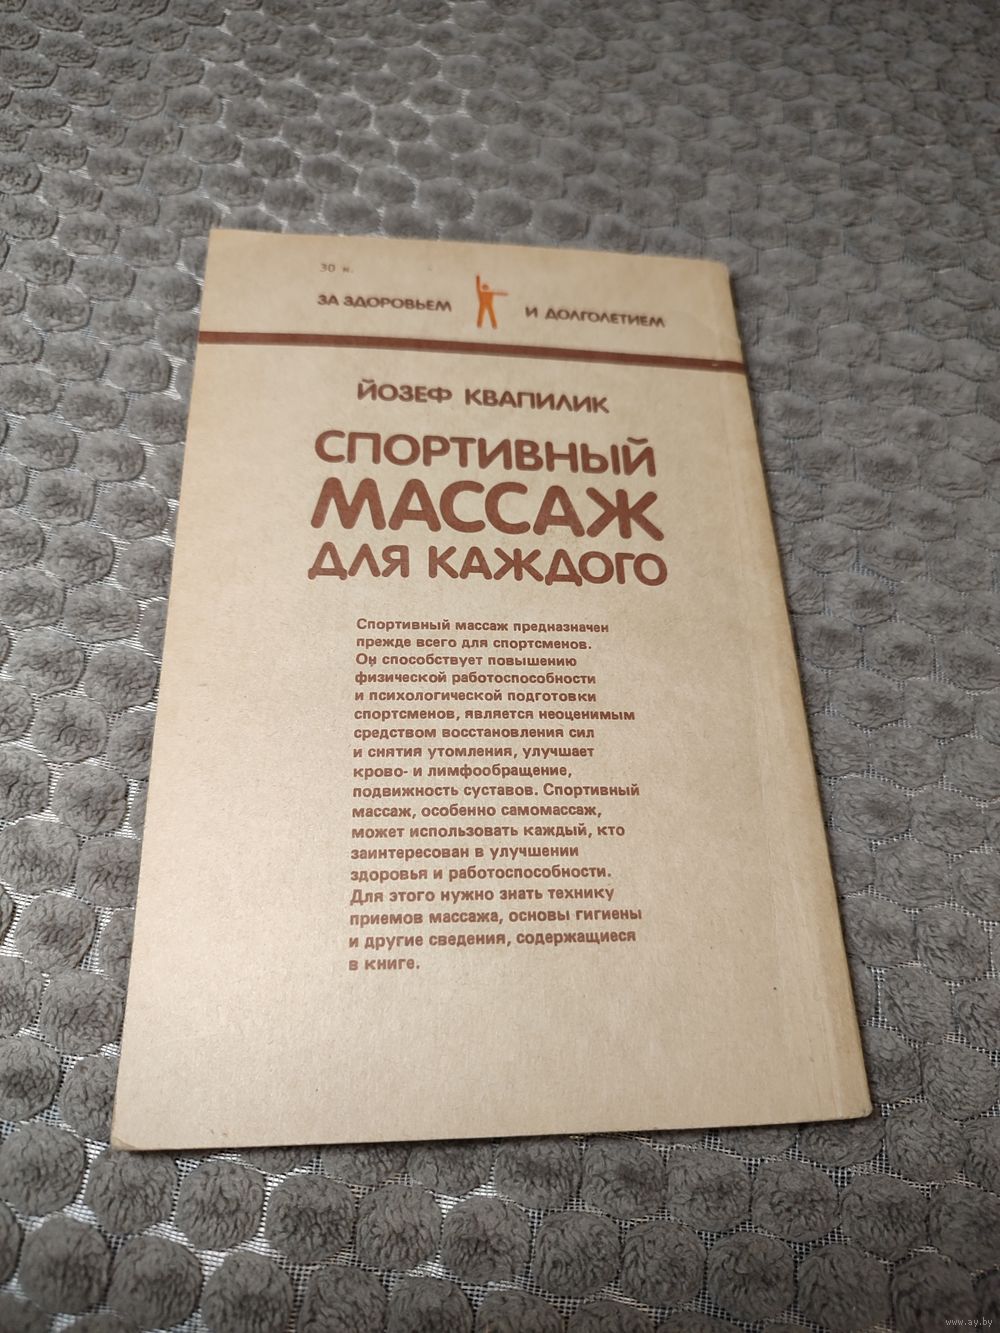 30 к.
ЗА ЗДОРОВЬЕМ И ДОЛГОЛЕТИЕМ
ЙОЗЕФ КВАПИЛИК
СПОРТИВНЫЙ
МАССАЖ
ДЛЯ КАЖДОГО
Спортивный массаж предназначен
прежде всего для спортсменов.
Он способствует повышению
физической работоспособности
и психологической подготовки
спортсменов, является неоценимым
средством восстановления сил
и снятия утомления, улучшает
крово- и лимфообращение,
подвижность суставов. Спортивный
массаж, особенно самомассаж,
может использовать каждый, кто
заинтересован в улучшении
здоровья и работоспособности.
Для этого нужно знать технику
приемов массажа, основы гигиены
и другие сведения, содержащиеся
в книге.
www.ay.by